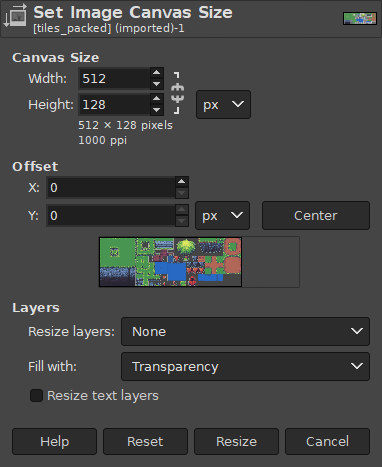 Set Image Canvas Size
[tiles_packed] (imported)-1
Canvas Size
Width: 512
Height: 128 px
512 × 128 pixels
1000 ppi
Offset
X: 0
Y: 0 px Center
Layers
Resize layers: None
Fill with: Transparency
Resize text layers
Help Reset Resize Cancel